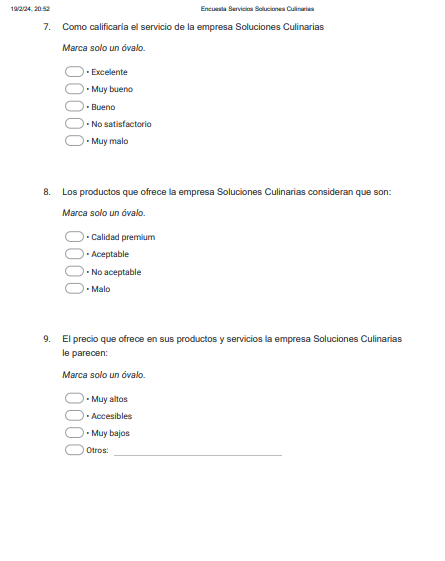 19/2/24, 20:52 Encuesta Servicios Soluciones Culinarias
7. Como calificaría el servicio de la empresa Soluciones Culinarias
Marca solo un óvalo.
• Excelente
• Muy bueno
• Bueno
• No satisfactorio
• Muy malo
8. Los productos que ofrece la empresa Soluciones Culinarias consideran que son:
Marca solo un óvalo.
• Calidad premium
• Aceptable
• No aceptable
• Malo
9. El precio que ofrece en sus productos y servicios la empresa Soluciones Culinarias
le parecen:
Marca solo un óvalo.
• Muy altos
• Accesibles
• Muy bajos
Otros: